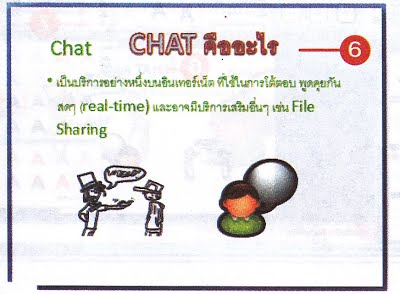 Chat CHAT คืออะไร 6
• เป็นบริการอย่างหนึ่งบนอินเทอร์เน็ต ที่ใช้ในการโต้ตอบ พูดคุยกัน
สดๆ (real-time) และอาจมีบริการเสริมอื่นๆ เช่น File
Sharing